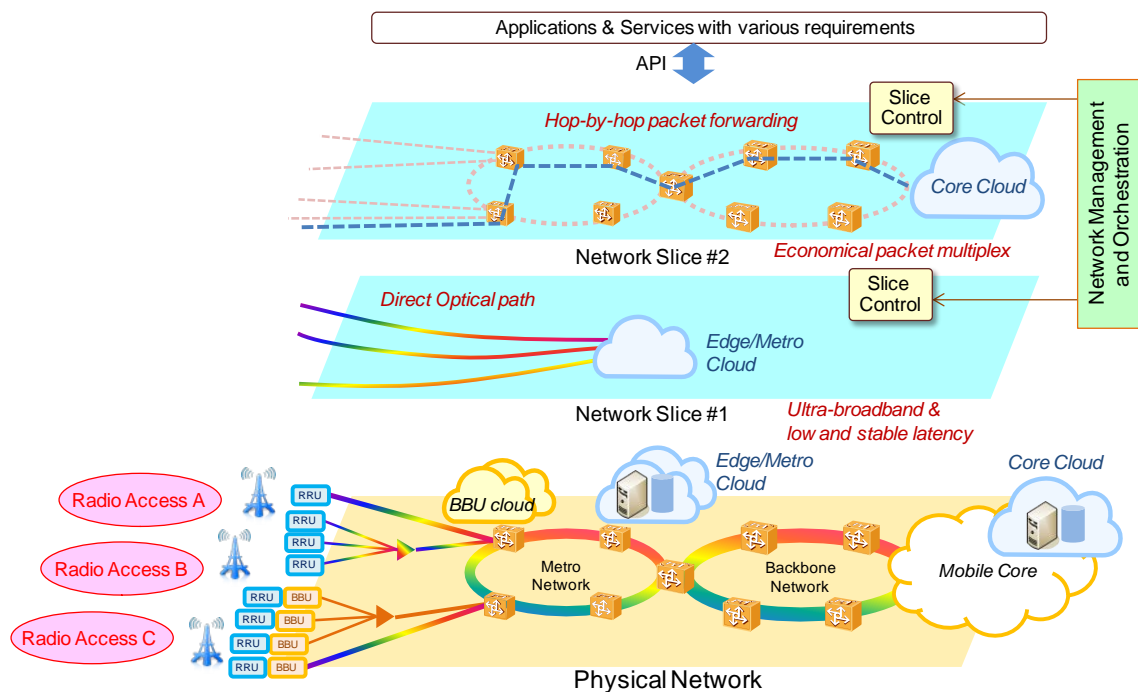 Applications & Services with various requirements
API
Slice
Control
Hop-by-hop packet forwarding
Core Cloud
Network Management
and Orchestration
Economical packet multiplex
Network Slice #2
Slice
Control
Direct Optical path
Edge/Metro
Cloud
Network Slice #1
Ultra-broadband &
low and stable latency
Edge/Metro
Cloud
Core Cloud
Radio Access A
RRU
BBU cloud
RRU
RRU
RRU
Radio Access B
Metro
Network
Backbone
Network
Mobile Core
RRU
BBU
RRU
BBU
Radio Access C
RRU
BBU
RRU
BBU
Physical Network